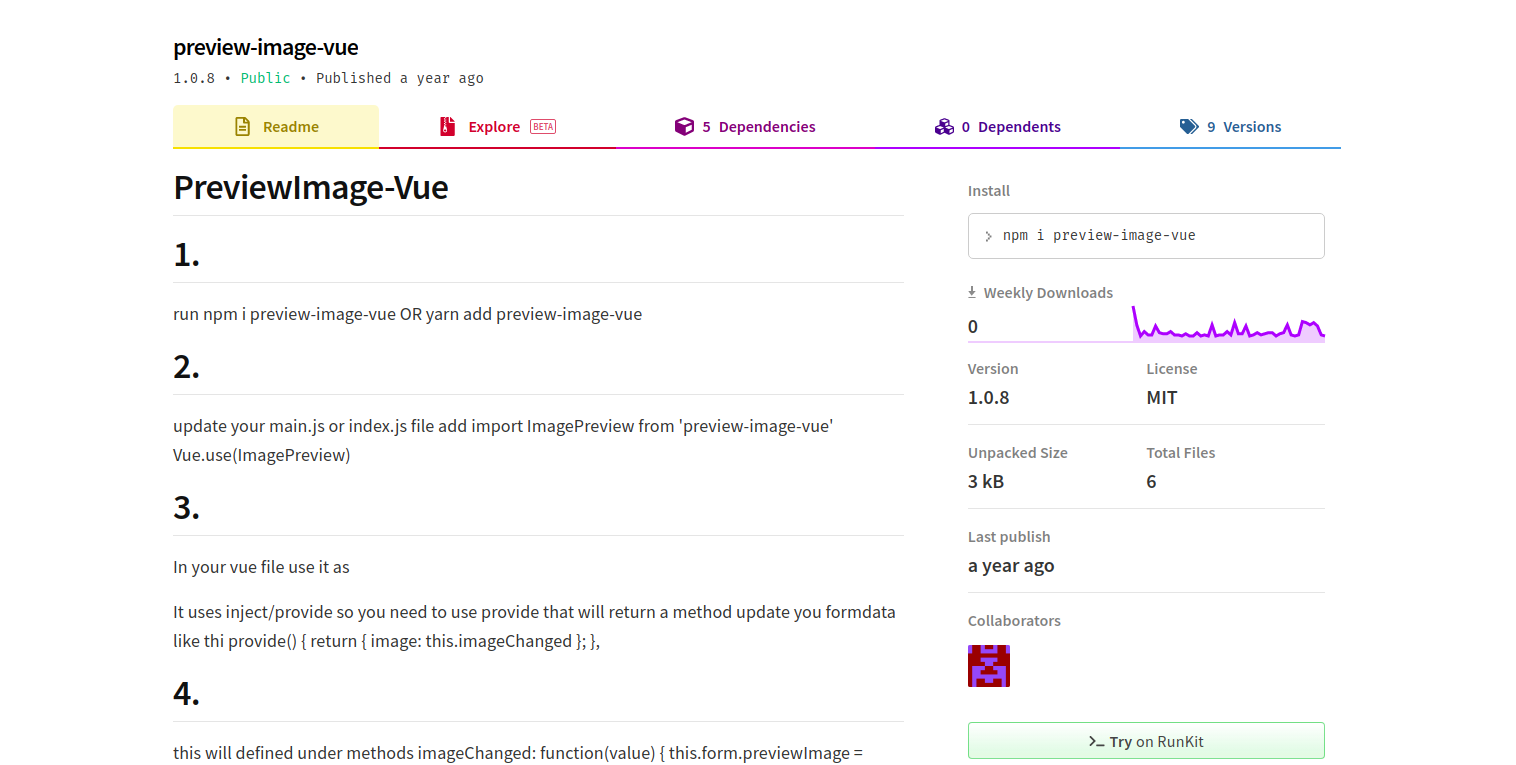 preview-image-vue
1.0.8 • Public • Published a year ago
Readme
Explore BETA
5 Dependencies
0 Dependents
9 Versions
PreviewImage-Vue
1.
run npm i preview-image-vue OR yarn add preview-image-vue
2.
update your main.js or index.js file add import ImagePreview from 'preview-image-vue'
Vue.use(ImagePreview)
3.
In your vue file use it as
It uses inject/provide so you need to use provide that will return a method update you formdata
like thi provide() { return { image: this.imageChanged }; },
4.
this will defined under methods imageChanged: function(value) { this.form.previewImage =
Install
npm i preview-image-vue
Weekly Downloads
0
Version
License
1.0.8
MIT
Unpacked Size
Total Files
3 kB
6
Last publish
a year ago
Collaborators
Try on RunKit